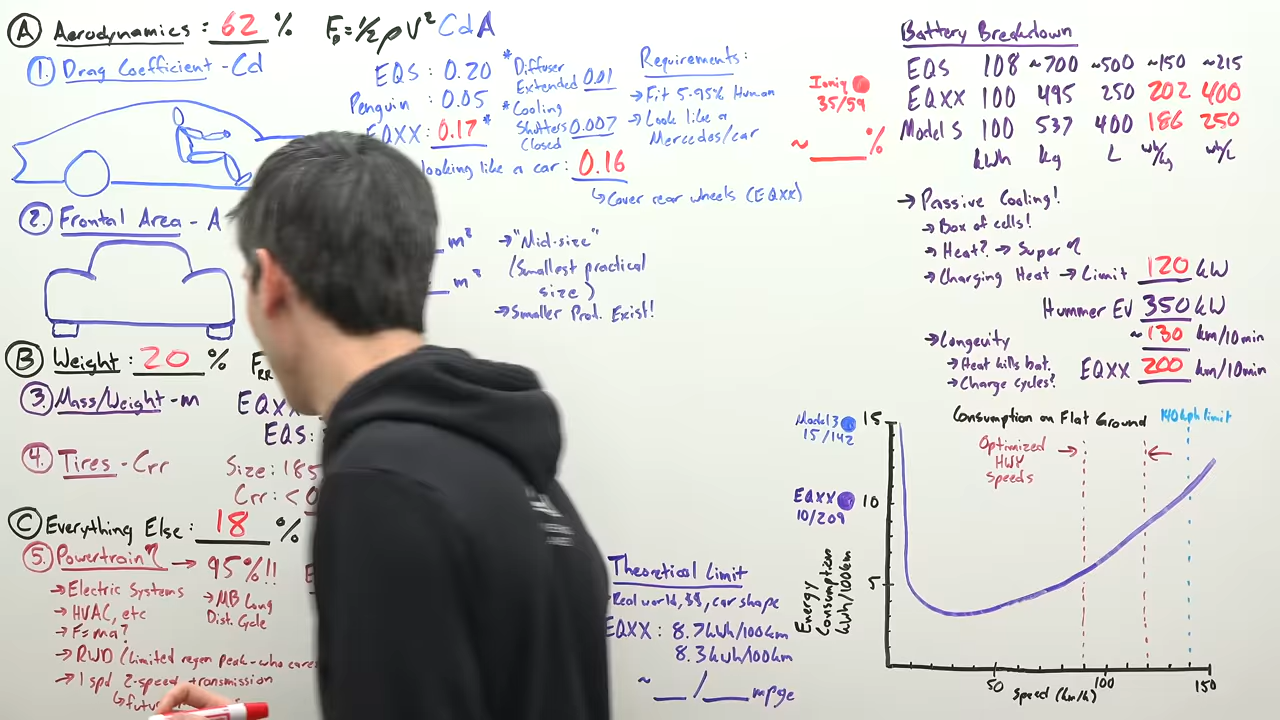 A Aerodynamics: 62 %
F_D = 1/2 ρ V² Cd A
1. Drag Coefficient - Cd
EQS: 0.20
Penguin: 0.05
EQXX: 0.17 *
* Diffuser
Extended 0.01
* Cooling
Shutters 0.007
Closed
looking like a car: 0.16
↳ Cover rear wheels (EQXX)
Requirements:
→ Fit 5-95% Human
→ Look like a
Mercedes/car
2. Frontal Area - A
m²
m²
→ "Mid-size"
(Smallest practical
size)
→ Smaller Prod. Exist!
B Weight: 20 %
F_RR
3. Mass/Weight - m
EQXX
EQS:
4. Tires - Crr
Size: 185
Crr: < 0
C Everything Else: 18 %
5. Powertrain η → 95%!!
→ Electric Systems
→ HVAC, etc
→ F=ma?
→ RWD (limited regen peak - who cares
→ 1 spd 2-speed transmission
→ MB Long
Dist. Goal
Theoretical Limit
→ Real world, $$, car shape
EQXX: 8.7 kWh/100km
8.3 kWh/100km
~ __ / __ mpge
Ioniq
35/59
~ __ %
Battery Breakdown
EQS 108 ~700 ~500 ~150 ~215
EQXX 100 495 250 202 400
Model S 100 537 400 186 250
kWh kg L wh/kg wh/L
→ Passive Cooling!
→ Box of cells!
→ Heat? → Super η
→ Charging Heat → Limit 120 kW
Hummer EV 350 kW
~130 km/10min
→ Longevity
→ Heat kills bat.
→ Charge cycles?
EQXX 200 km/10min
Consumption on Flat Ground
140kph limit
Optimized
HWY
Speeds
Model 3
15/142
EQXX
10/209
15
10
5
Energy
Consumption
kWh/100km
50 100 150
Speed (km/h)